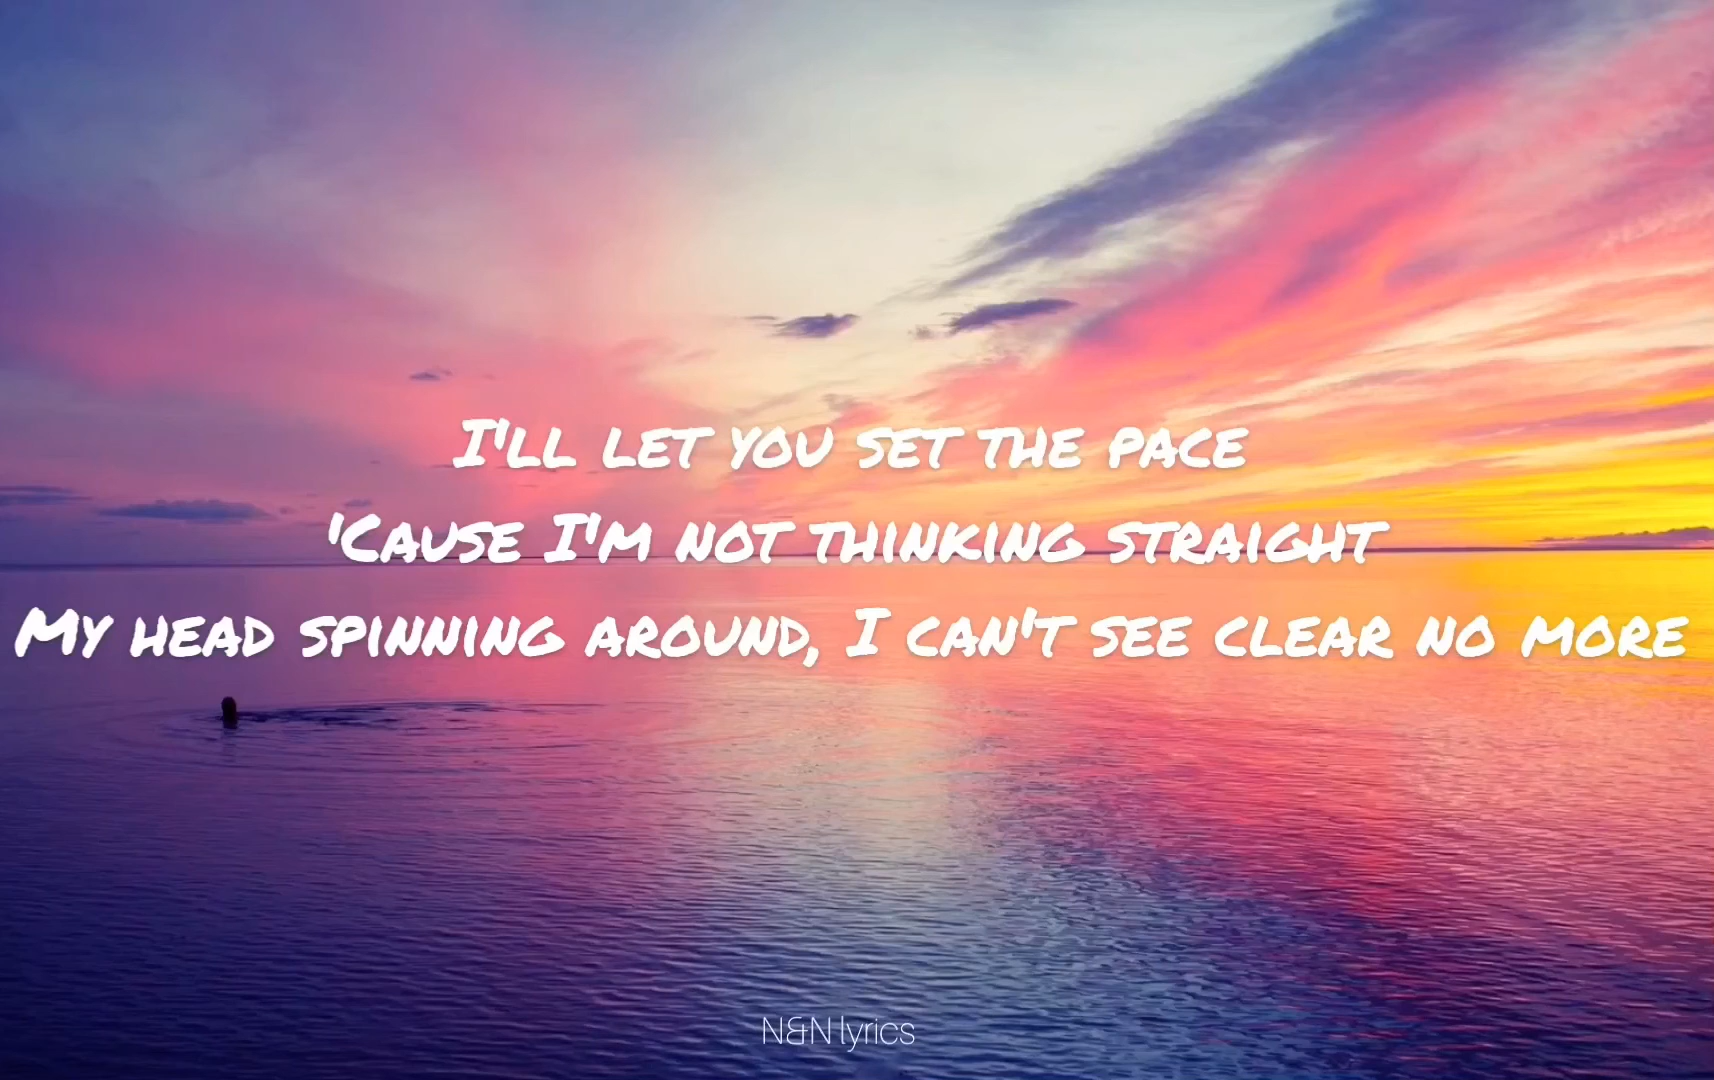 I'll let you set the pace
'Cause I'm not thinking straight
My head spinning around, I can't see clear no more
N&N lyrics